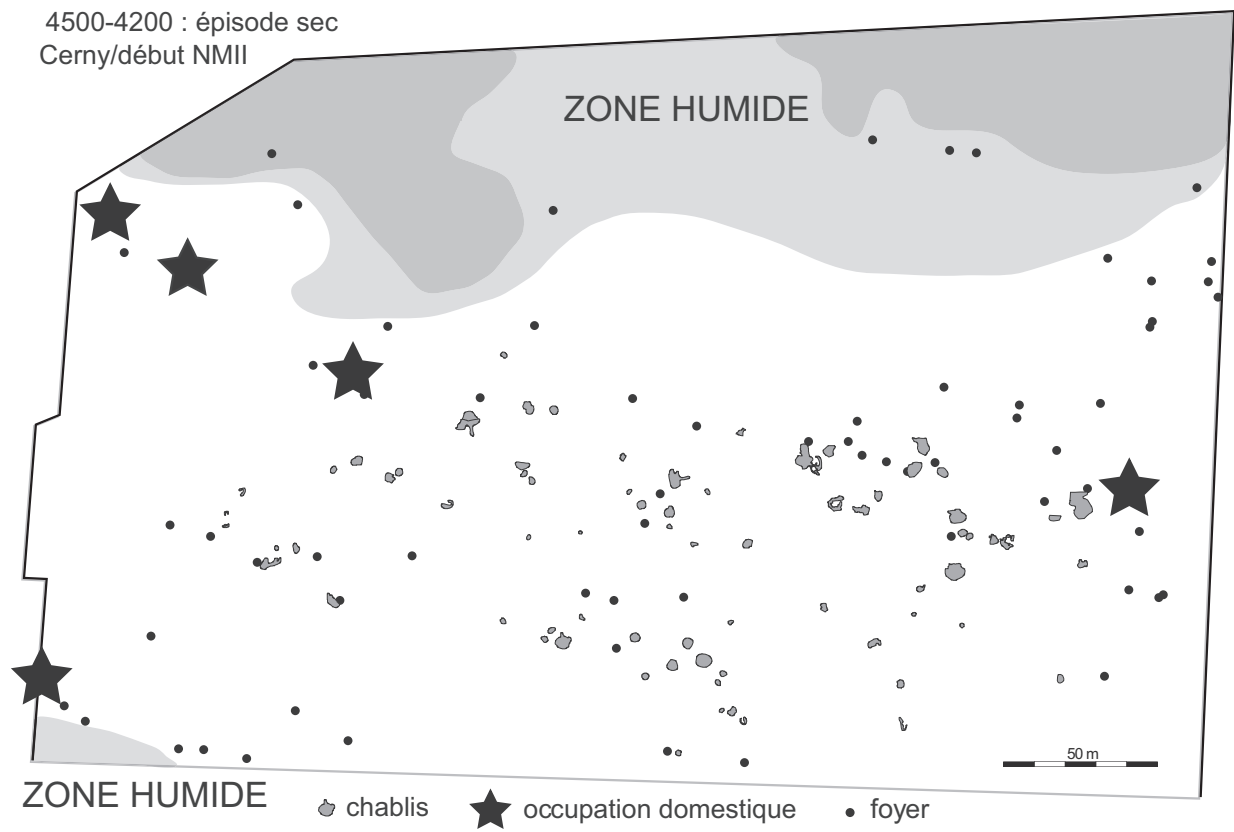 4500-4200 : épisode sec
Cerny/début NMII
ZONE HUMIDE
50 m
ZONE HUMIDE
chablis
occupation domestique
foyer